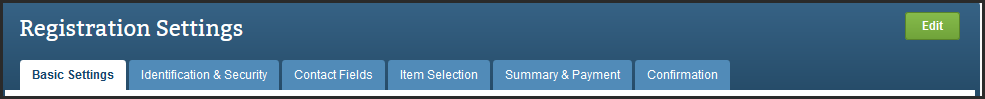 Registration Settings
Edit
Basic Settings
Identification & Security
Contact Fields
Item Selection
Summary & Payment
Confirmation